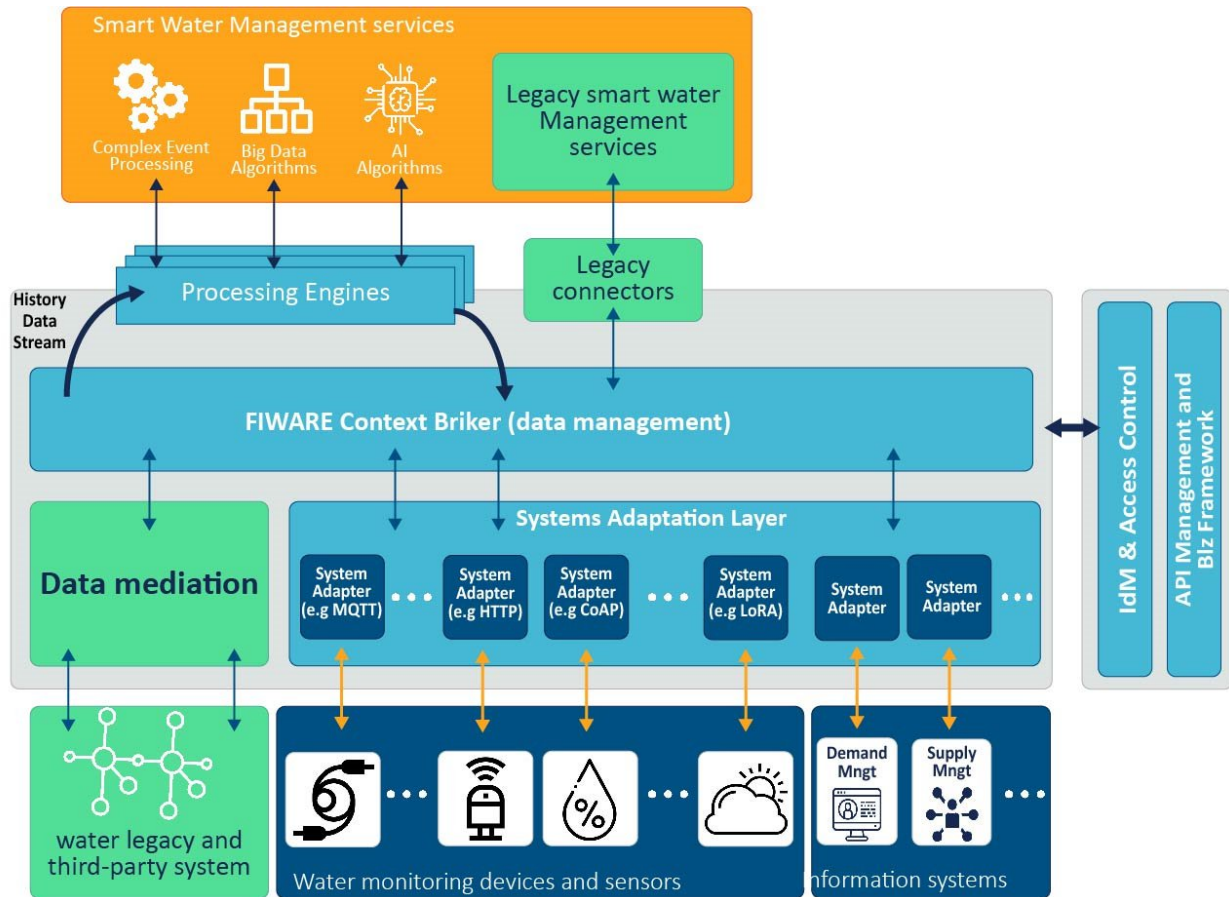 Smart Water Management services
Complex Event
Processing
Big Data
Algorithms
AI
Algorithms
Legacy smart water
Management
services
Processing Engines
Legacy
connectors
History
Data
Stream
FIWARE Context Briker (data management)
Data mediation
Systems Adaptation Layer
System
Adapter
(e.g MQTT)
System
Adapter
(e.g HTTP)
System
Adapter
(e.g CoAP)
System
Adapter
(e.g LoRA)
System
Adapter
System
Adapter
IdM & Access Control
API Management and
BIz Framework
water legacy and
third-party system
%
Water monitoring devices and sensors
Demand
Mngt
Supply
Mngt
Information systems